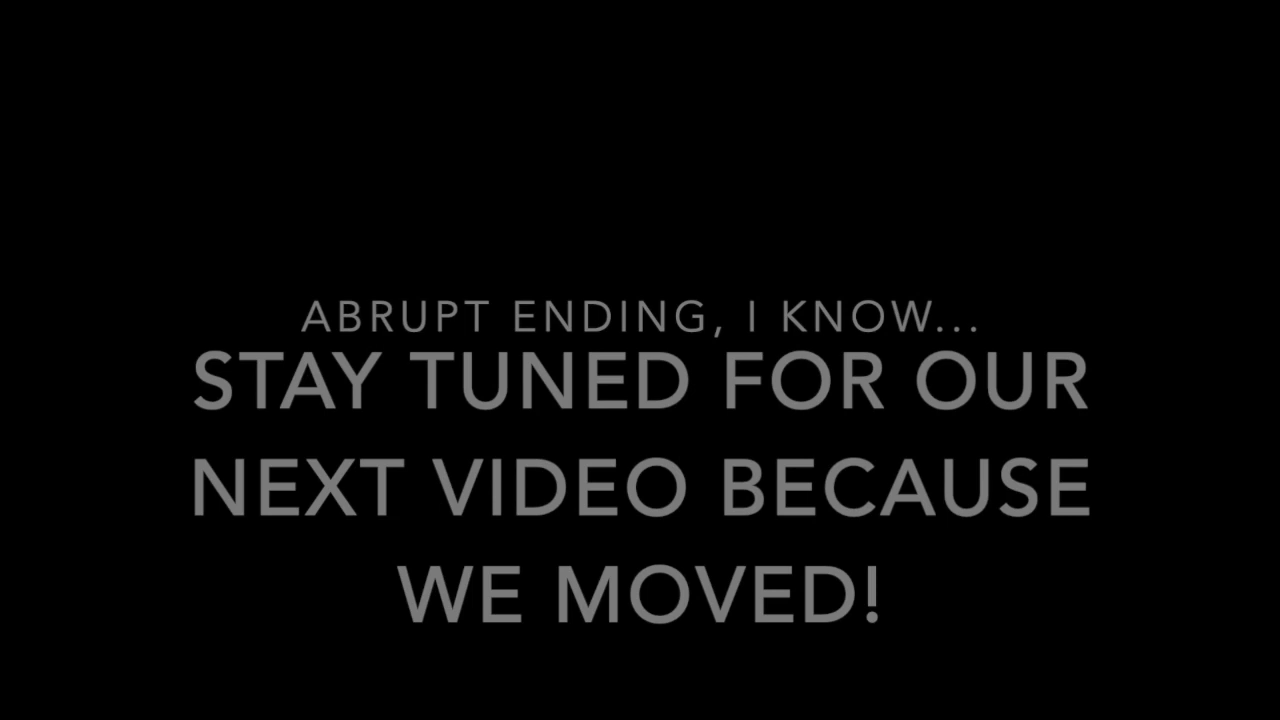 ABRUPT ENDING, I KNOW...
STAY TUNED FOR OUR
NEXT VIDEO BECAUSE
WE MOVED!